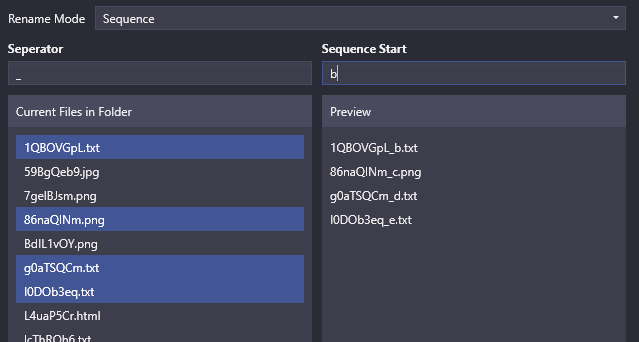 Rename Mode Sequence
Seperator Sequence Start
_ b
Current Files in Folder Preview
1QBOVGpL.txt 1QBOVGpL_b.txt
59BgQeb9.jpg 86naQINm_c.png
7gelBJsm.png g0aTSQCm_d.txt
86naQINm.png I0DOb3eq_e.txt
BdIL1vOY.png
g0aTSQCm.txt
I0DOb3eq.txt
L4uaP5Cr.html